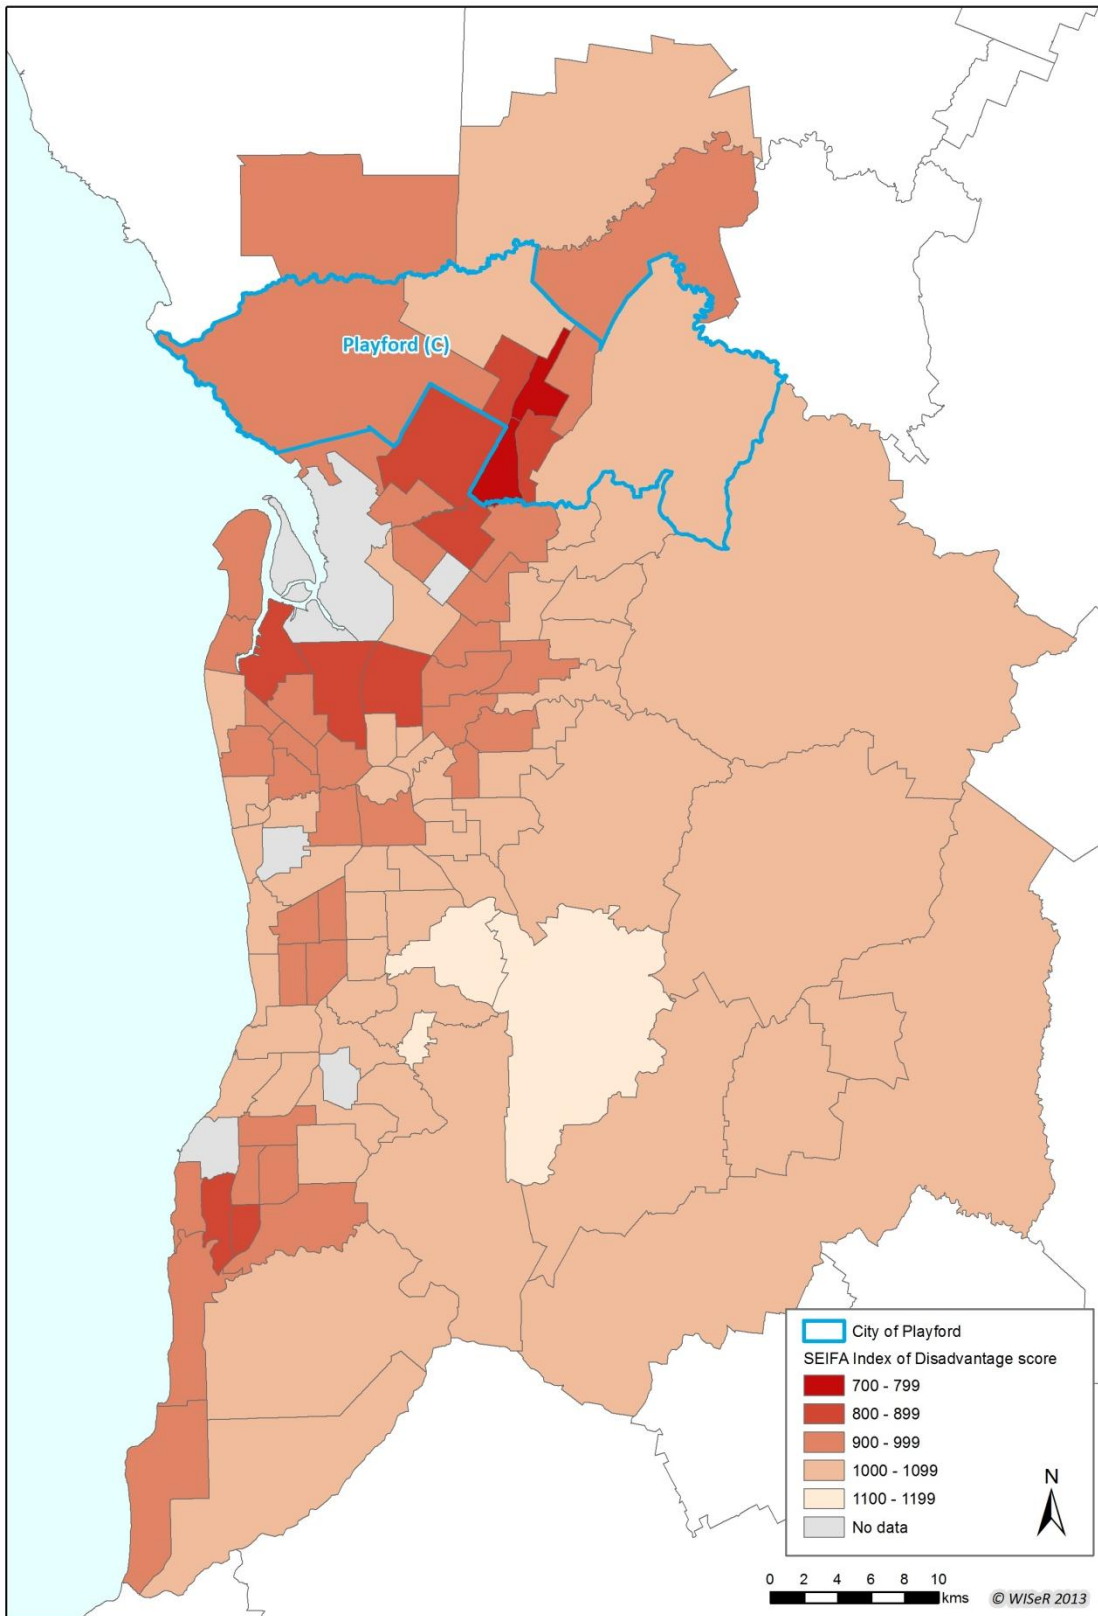 Playford (C)
City of Playford
SEIFA Index of Disadvantage score
700 - 799
800 - 899
900 - 999
1000 - 1099
1100 - 1199
No data
N
0 2 4 6 8 10
kms
© WISeR 2013